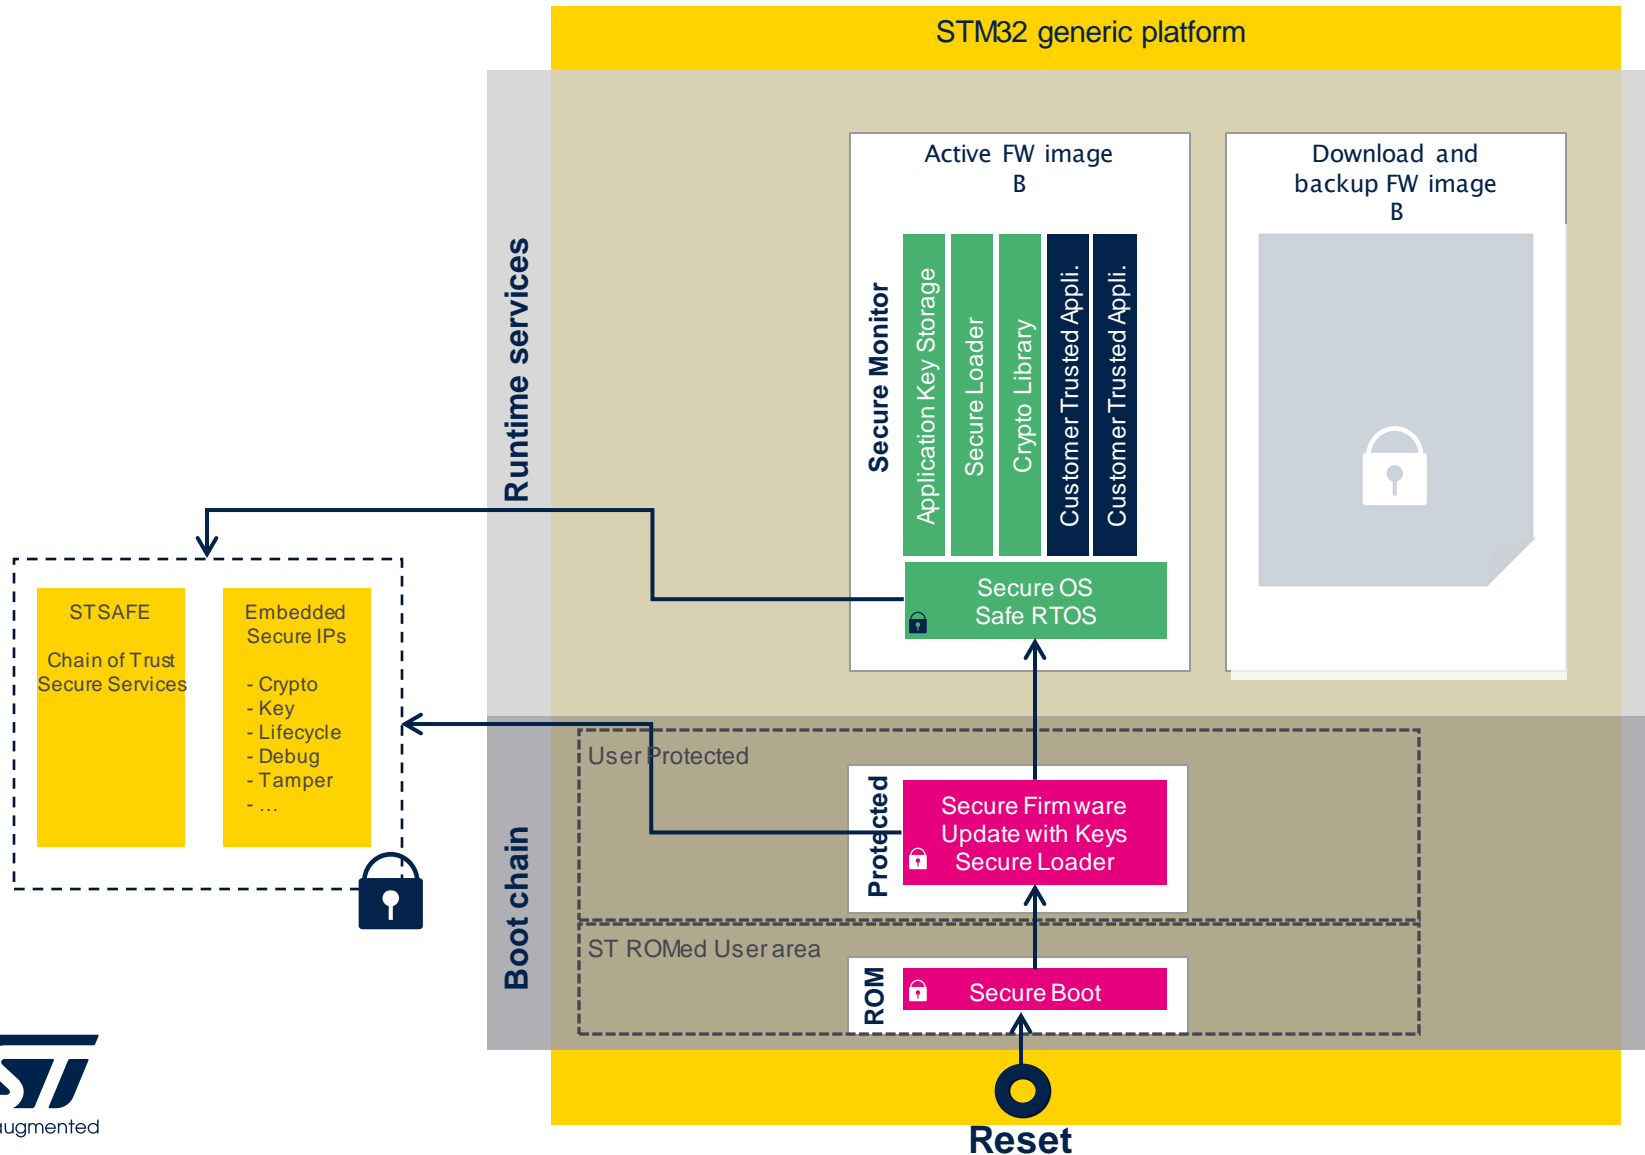 STM32 generic platform
Runtime services
Active FW image
B
Secure Monitor
Application Key Storage
Secure Loader
Crypto Library
Customer Trusted Appli.
Customer Trusted Appli.
Secure OS
Safe RTOS
Download and
backup FW image
B
STSAFE
Chain of Trust
Secure Services
Embedded
Secure IPs
- Crypto
- Key
- Lifecycle
- Debug
- Tamper
- ...
Boot chain
User Protected
Protected
Secure Firmware
Update with Keys
Secure Loader
ST ROMed User area
ROM
Secure Boot
Reset
ST
augmented